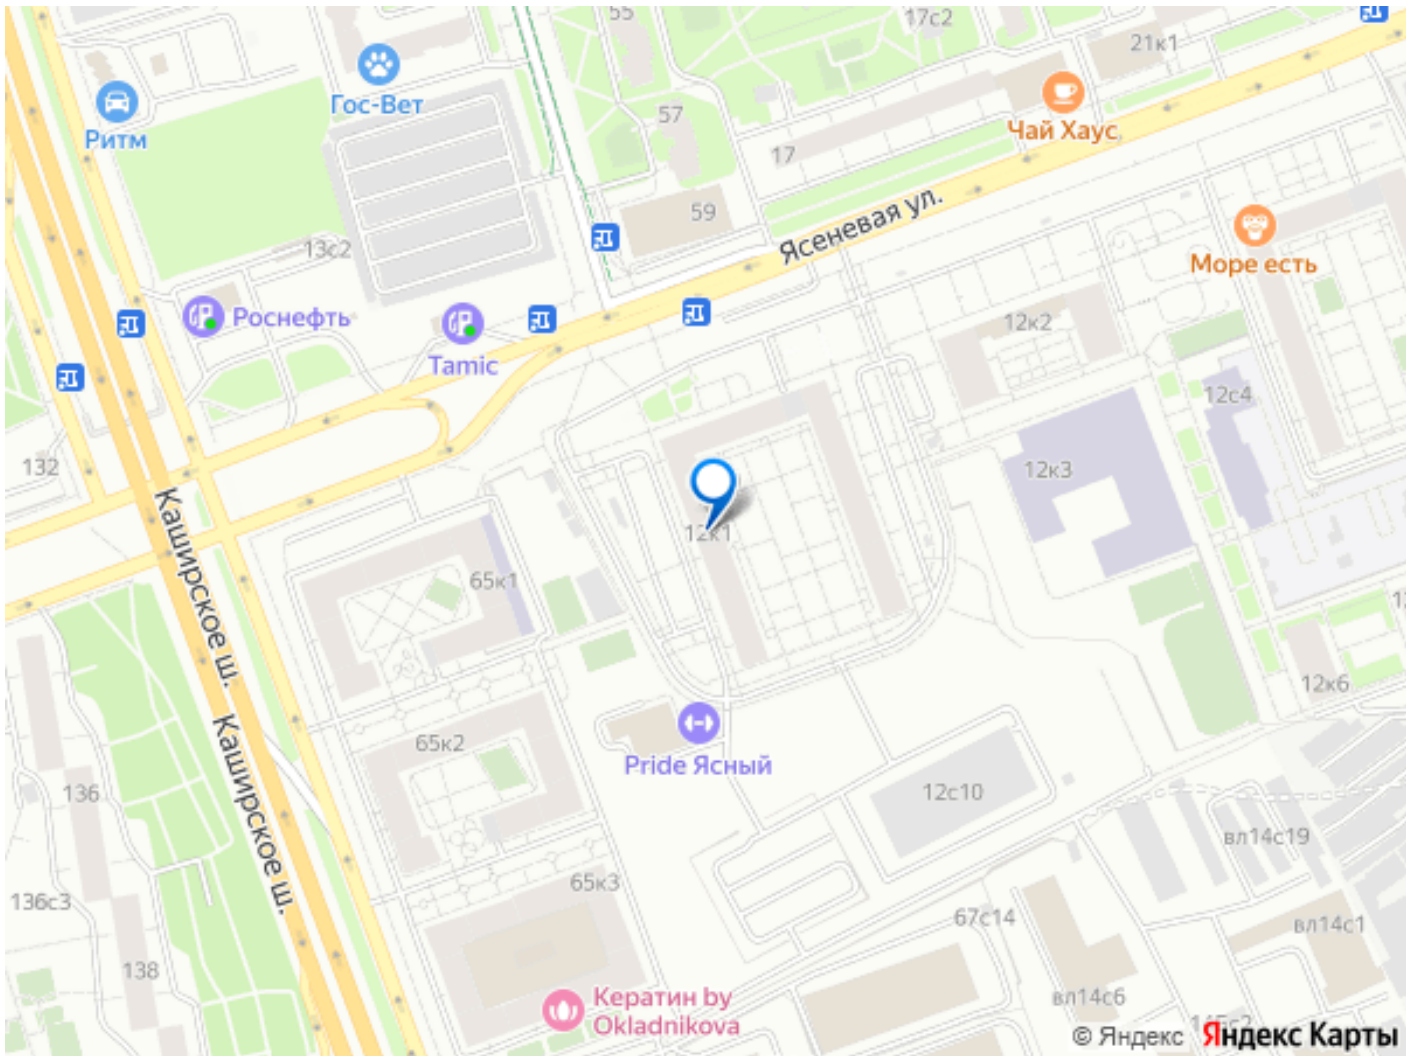 55
17с2
21к1
Гос-Вет
Ритм
57
Чай Хаус
17
59
Ясеневая ул.
13с2
Море есть
Роснефть
12к2
Tamic
12с4
132
12к3
12к1
Каширское ш.
65к1
12к6
65к2
Pride Ясный
Каширское ш.
136
12с10
вл14с19
65к3
136с3
67с14
вл14с1
138
вл14с6
Кератин by
Okladnikova
© Яндекс
Яндекс Карты